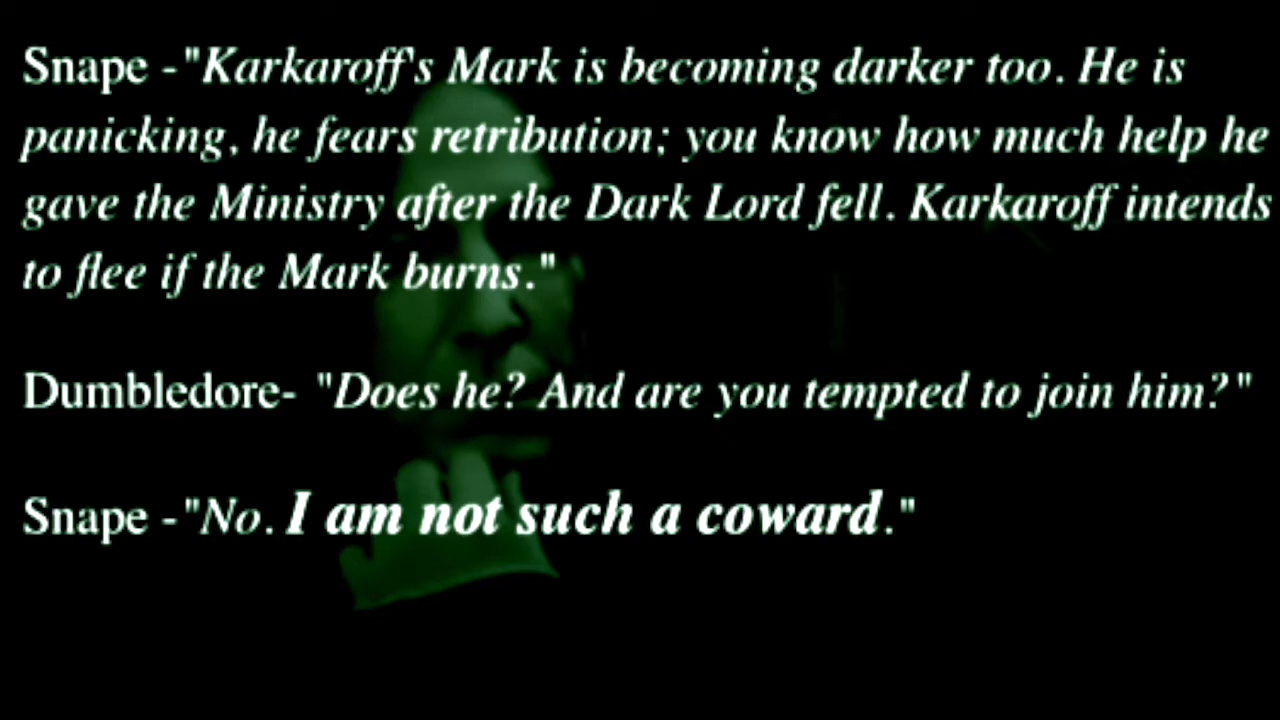 Snape -"Karkaroff's Mark is becoming darker too. He is
panicking, he fears retribution; you know how much help he
gave the Ministry after the Dark Lord fell. Karkaroff intends
to flee if the Mark burns."
Dumbledore- "Does he? And are you tempted to join him?"
Snape -"No. I am not such a coward."